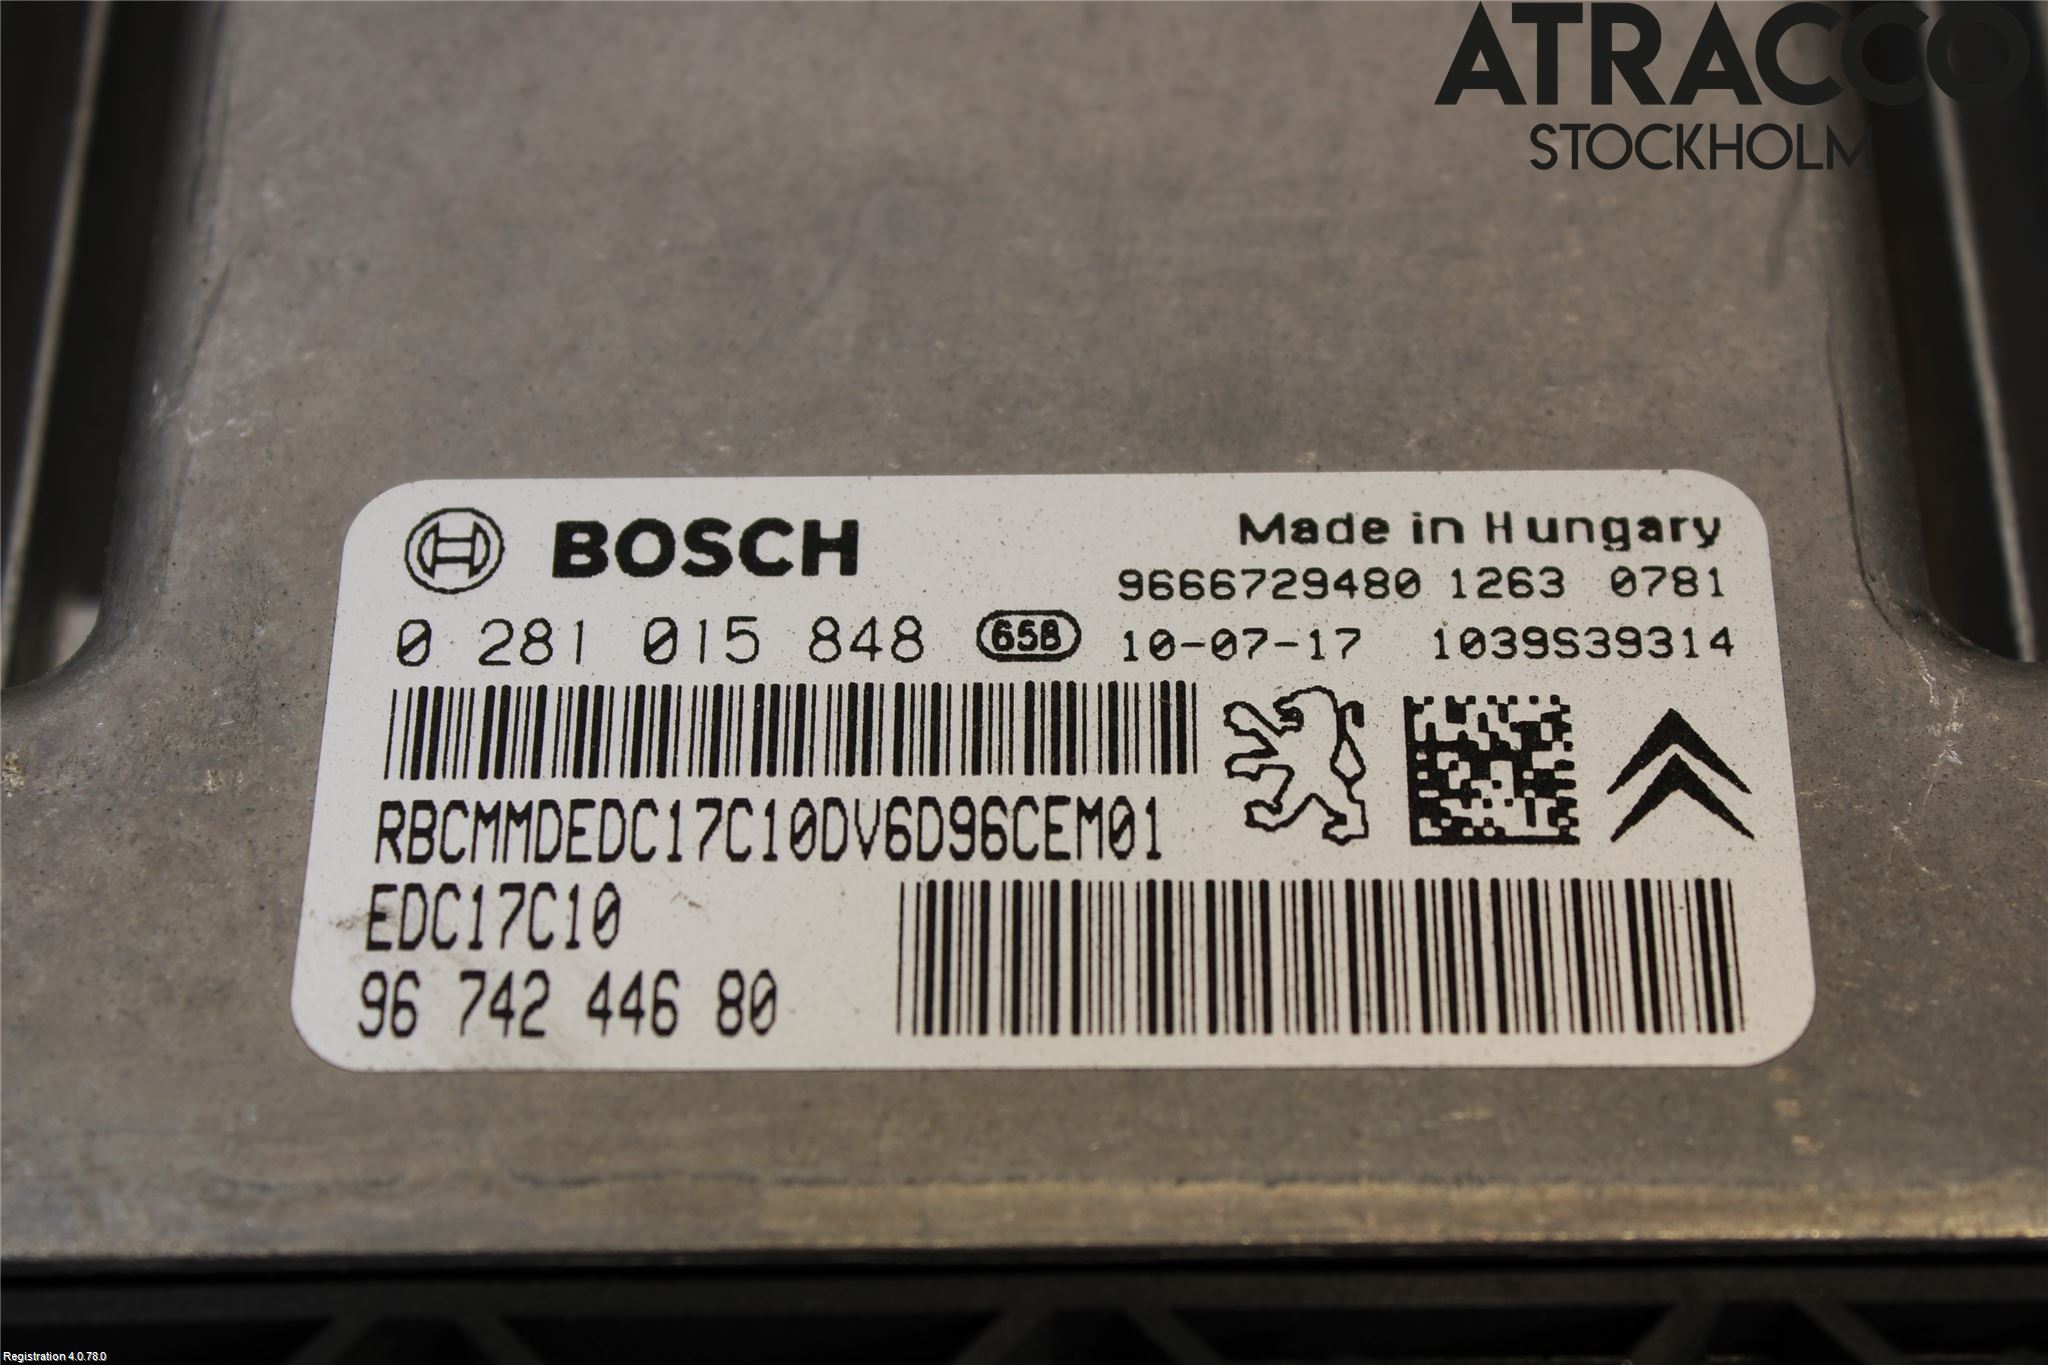 ATRACCO
STOCKHOLM
BOSCH
Made in Hungary
9666729480 1263 0781
0 281 015 848 65B 10-07-17 1039S39314
RBCMMDEDC17C10DV6D96CEM01
EDC17C10
96 742 446 80
Registration 4.0.78.0